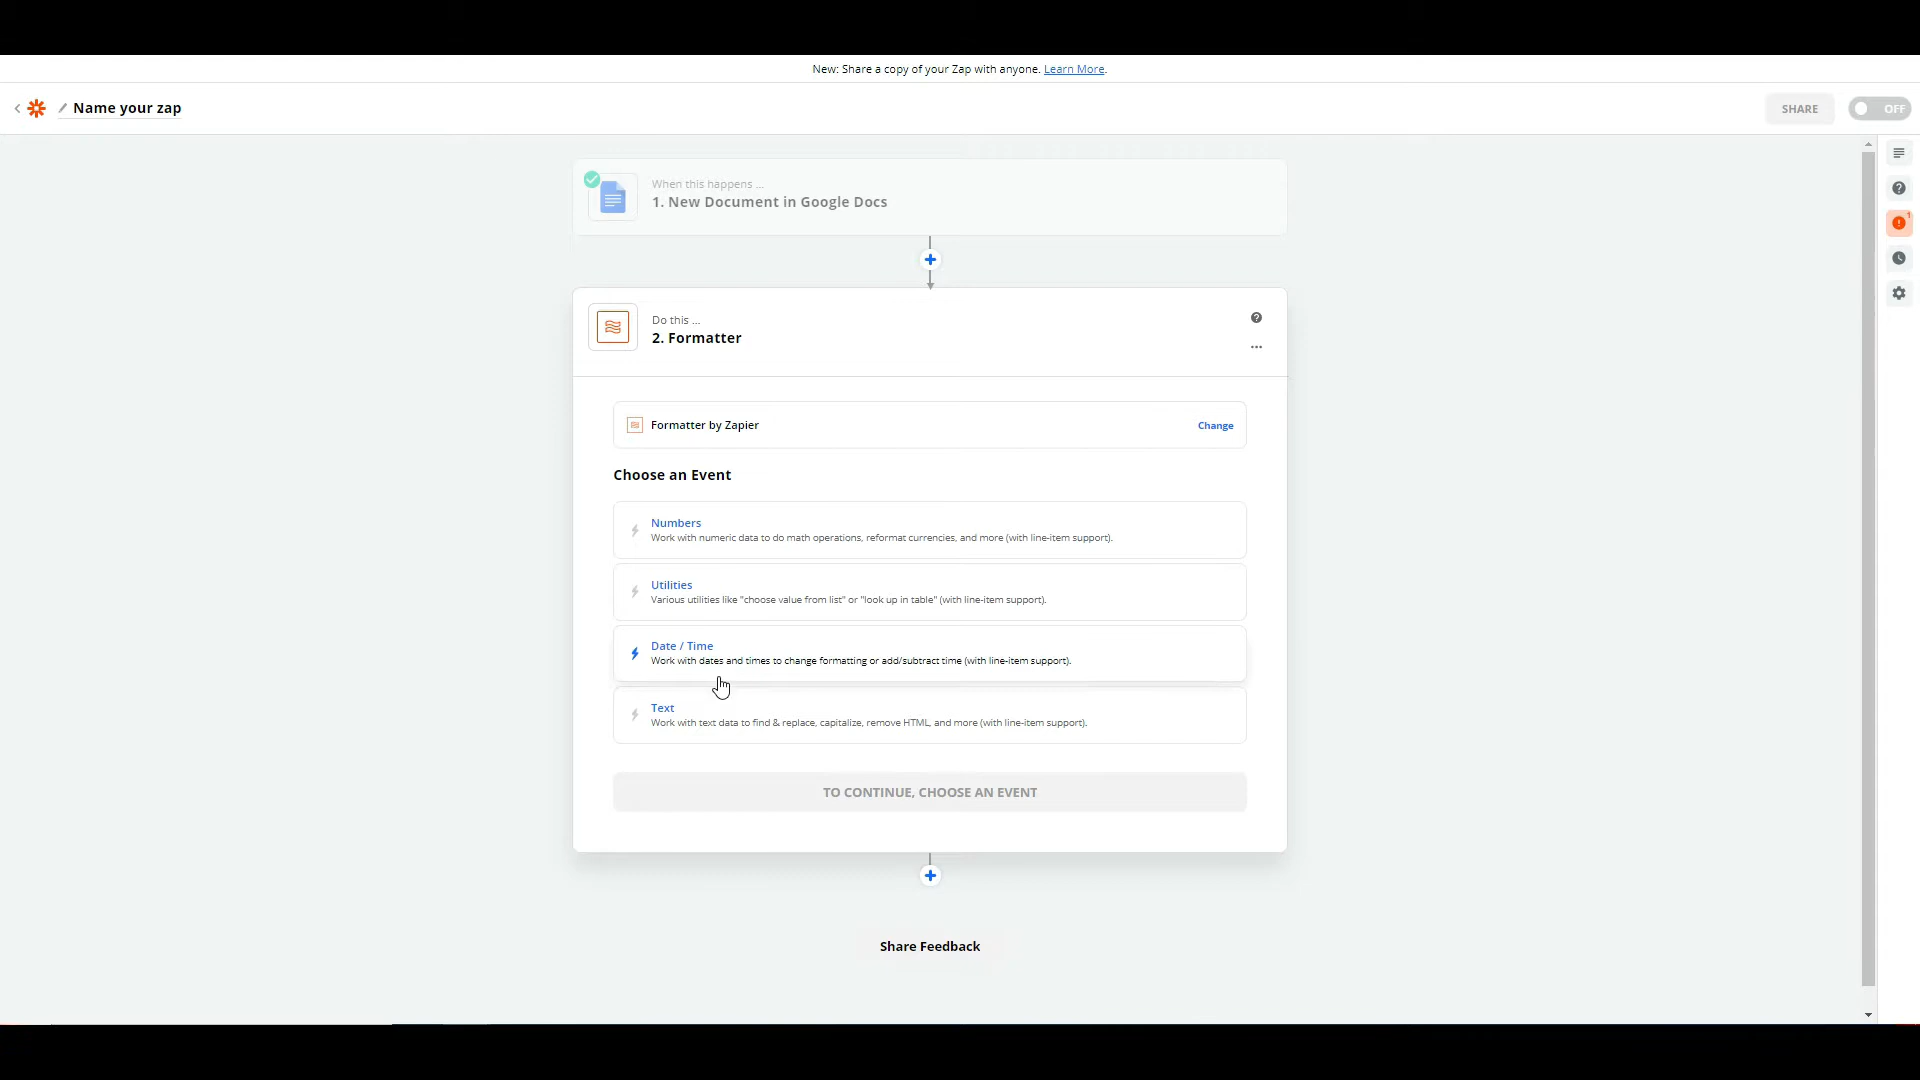 New: Share a copy of your Zap with anyone. Learn More.
Name your zap
SHARE
OFF
When this happens ...
1. New Document in Google Docs
1
Do this ...
2. Formatter
Formatter by Zapier
Change
Choose an Event
Numbers
Work with numeric data to do math operations, reformat currencies, and more (with line-item support).
Utilities
Various utilities like "choose value from list" or "look up in table" (with line-item support).
Date / Time
Work with dates and times to change formatting or add/subtract time (with line-item support).
Text
Work with text data to find & replace, capitalize, remove HTML, and more (with line-item support).
TO CONTINUE, CHOOSE AN EVENT
Share Feedback